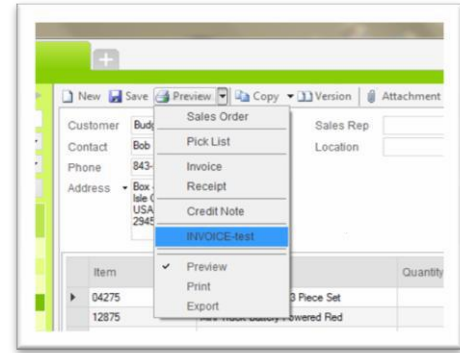 New Save Preview Copy Version Attachment
Customer Budg
Contact Bob
Phone 843-
Address Box
Isle
USA
2945
Sales Rep
Location
Sales Order
Pick List
Invoice
Receipt
Credit Note
INVOICE-test
Preview
Print
Export
Item Quantity
04275 3 Piece Set
12875 Battery Powered Red